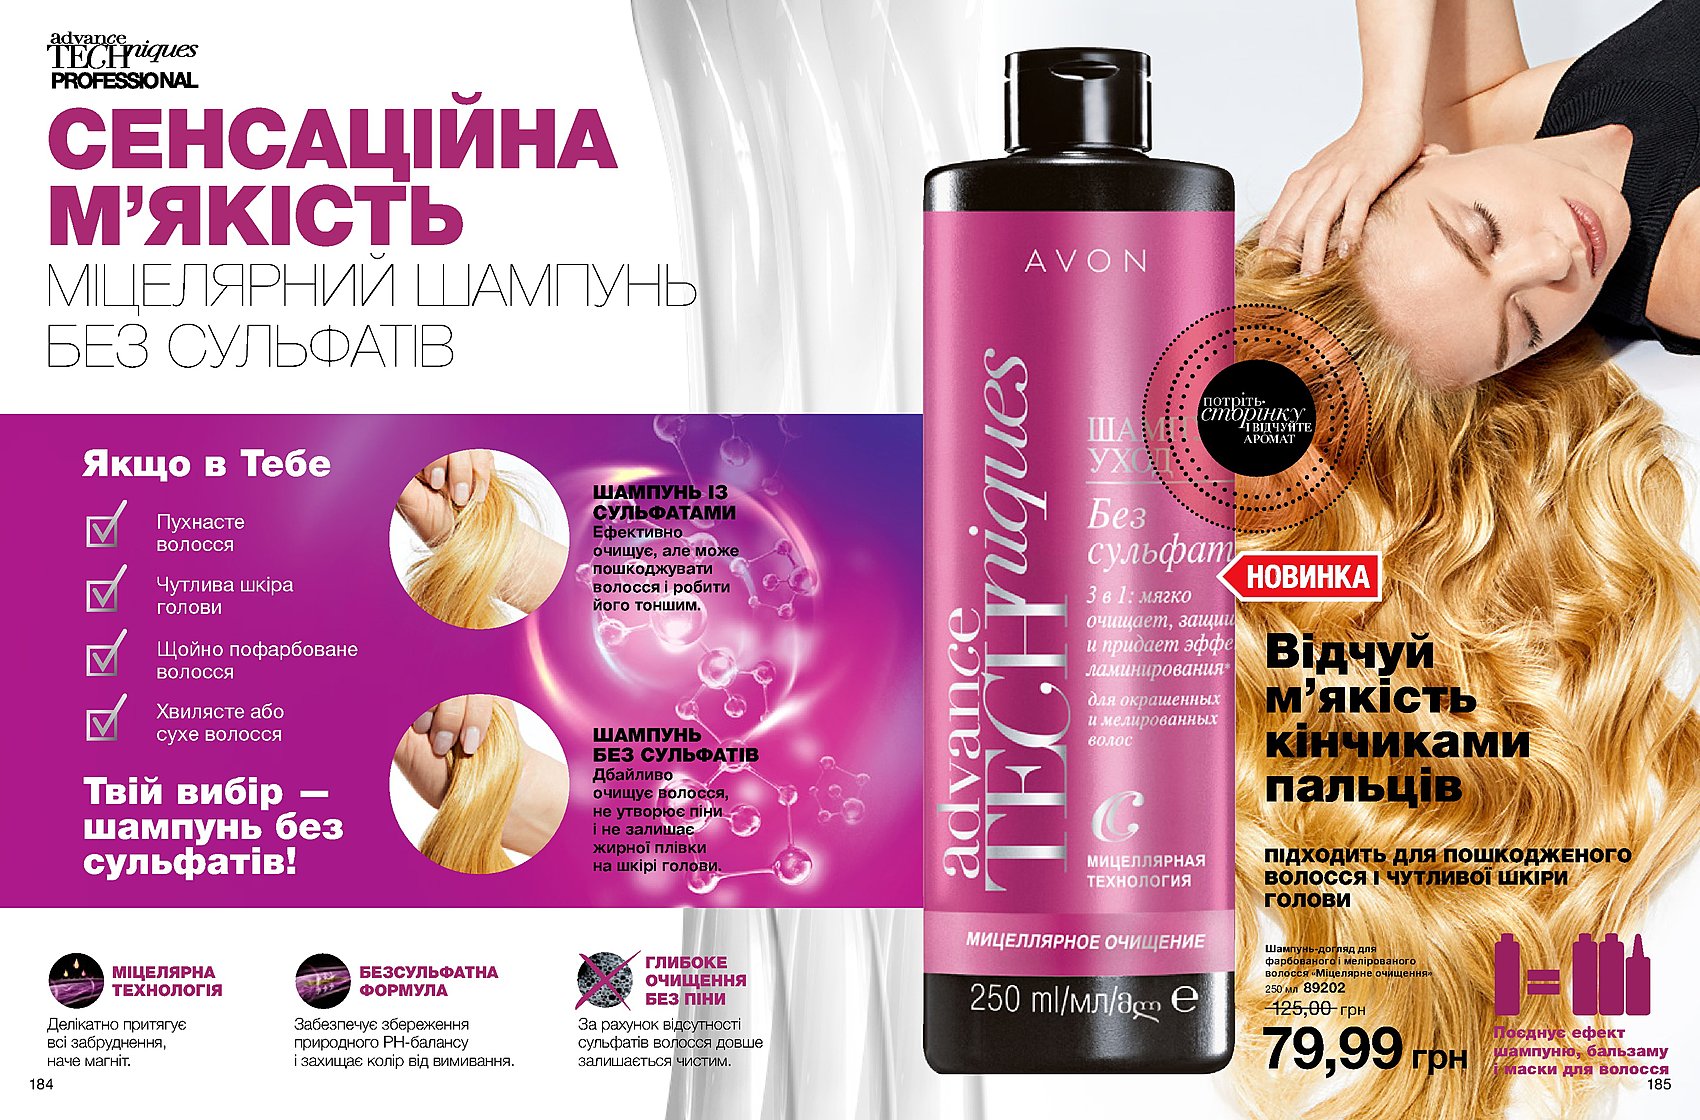 advance
TECHniques
PROFESSIONAL
СЕНСАЦІЙНА
М’ЯКІСТЬ
МІЦЕЛЯРНИЙ ШАМПУНЬ
БЕЗ СУЛЬФАТІВ
Якщо в Тебе
Пухнасте
волосся
Чутлива шкіра
голови
Щойно пофарбоване
волосся
Хвилясте або
сухе волосся
Твій вибір —
шампунь без
сульфатів!
ШАМПУНЬ ІЗ
СУЛЬФАТАМИ
Ефективно
очищує, але може
пошкоджувати
волосся і робити
його тоншим.
ШАМПУНЬ
БЕЗ СУЛЬФАТІВ
Дбайливо
очищує волосся,
не утворює піни
і не залишає
жирної плівки
на шкірі голови.
МІЦЕЛЯРНА
ТЕХНОЛОГІЯ
Делікатно притягує
всі забруднення,
наче магніт.
БЕЗСУЛЬФАТНА
ФОРМУЛА
Забезпечує збереження
природного PH-балансу
і захищає колір від вимивання.
ГЛИБОКЕ
ОЧИЩЕННЯ
БЕЗ ПІНИ
За рахунок відсутності
сульфатів волосся довше
залишається чистим.
184
AVON
advance
TECHniques
УХОД
Без
сульфат
3 в 1: мягко
очищает,
и придает
ламинирования*
для окрашенных
и мелированных
волос
МИЦЕЛЛЯРНАЯ
ТЕХНОЛОГИЯ
МИЦЕЛЛЯРНОЕ ОЧИЩЕНИЕ
250 ml/мл/მლ e
ПОТРІТЬ
СТОРІНКУ
І ВІДЧУЙТЕ
АРОМАТ
НОВИНКА
Відчуй
м’якість
кінчиками
пальців
ПІДХОДИТЬ ДЛЯ ПОШКОДЖЕНОГО
ВОЛОССЯ І ЧУТЛИВОЇ ШКІРИ
ГОЛОВИ
Шампунь-догляд для
фарбованого і мелірованого
волосся «Міцелярне очищення»
250 мл 89202
125,00 грн
79,99 грн
Поєднує ефект
шампуню, бальзаму
і маски для волосся
185